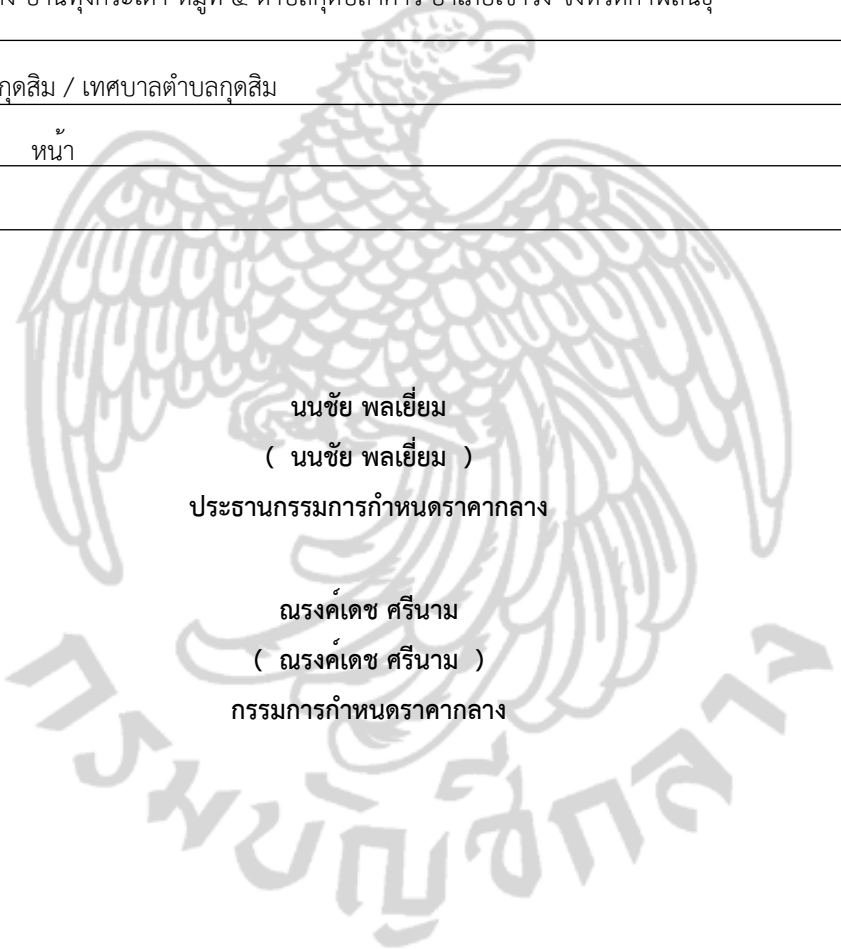 กุดสิม / เทศบาลตำบลกุดสิม
หน้า
นนชัย พลเยี่ยม
( นนชัย พลเยี่ยม )
ประธานกรรมการกำหนดราคากลาง
ณรงค์เดช ศรีนาม
( ณรงค์เดช ศรีนาม )
กรรมการกำหนดราคากลาง
กรมบัญชีกลาง